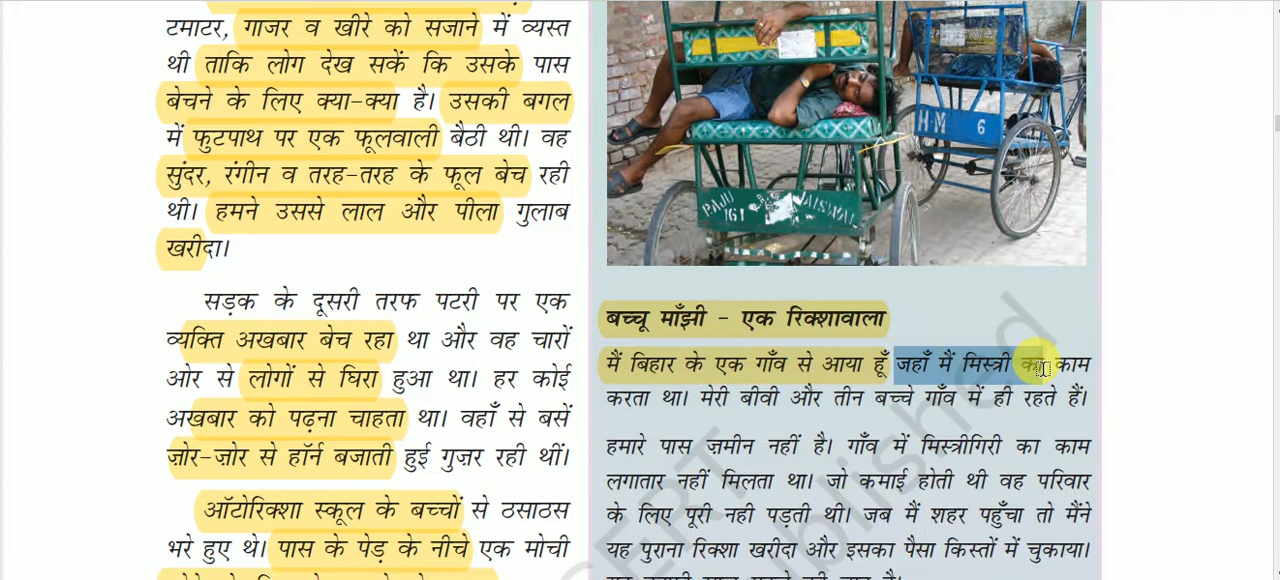 टमाटर, गाजर व खीरे को सजाने में व्यस्त
थी ताकि लोग देख सकें कि उसके पास
बेचने के लिए क्या-क्या है। उसकी बगल
में फुटपाथ पर एक फूलवाली बैठी थी। वह
सुंदर, रंगीन व तरह-तरह के फूल बेच रही
थी। हमने उससे लाल और पीला गुलाब
खरीदा।
सड़क के दूसरी तरफ पटरी पर एक
व्यक्ति अखबार बेच रहा था और वह चारों
ओर से लोगों से घिरा हुआ था। हर कोई
अखबार को पढ़ना चाहता था। वहाँ से बसें
ज़ोर-ज़ोर से हॉर्न बजाती हुई गुज़र रही थीं।
ऑटोरिक्शा स्कूल के बच्चों से ठसाठस
भरे हुए थे। पास के पेड़ के नीचे एक मोची
RAJU JAISWAL
161
H M 6
बच्चू माँझी - एक रिक्शावाला
मैं बिहार के एक गाँव से आया हूँ जहाँ मैं मिस्त्री का काम
करता था। मेरी बीवी और तीन बच्चे गाँव में ही रहते हैं।
हमारे पास ज़मीन नहीं है। गाँव में मिस्त्रीगिरी का काम
लगातार नहीं मिलता था। जो कमाई होती थी वह परिवार
के लिए पूरी नही पड़ती थी। जब मैं शहर पहुँचा तो मैंने
यह पुराना रिक्शा खरीदा और इसका पैसा किस्तों में चुकाया।